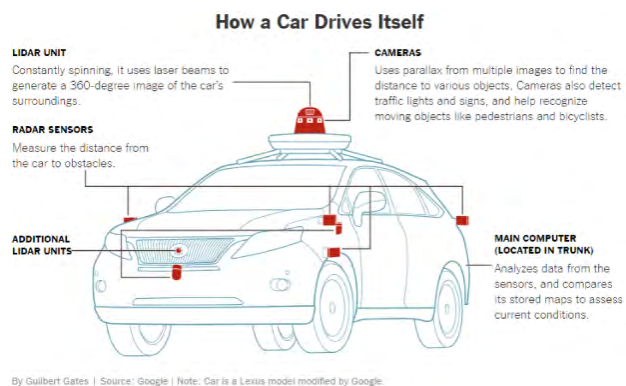 How a Car Drives Itself
LIDAR UNIT
Constantly spinning, it uses laser beams to
generate a 360-degree image of the car's
surroundings.
RADAR SENSORS
Measure the distance from
the car to obstacles.
ADDITIONAL
LIDAR UNITS
CAMERAS
Uses parallax from multiple images to find the
distance to various objects. Cameras also detect
traffic lights and signs, and help recognize
moving objects like pedestrians and bicyclists.
MAIN COMPUTER
(LOCATED IN TRUNK)
Analyzes data from the
sensors, and compares
its stored maps to assess
current conditions.
By Guilbert Gates | Source: Google | Note: Car is a Lexus model modified by Google.